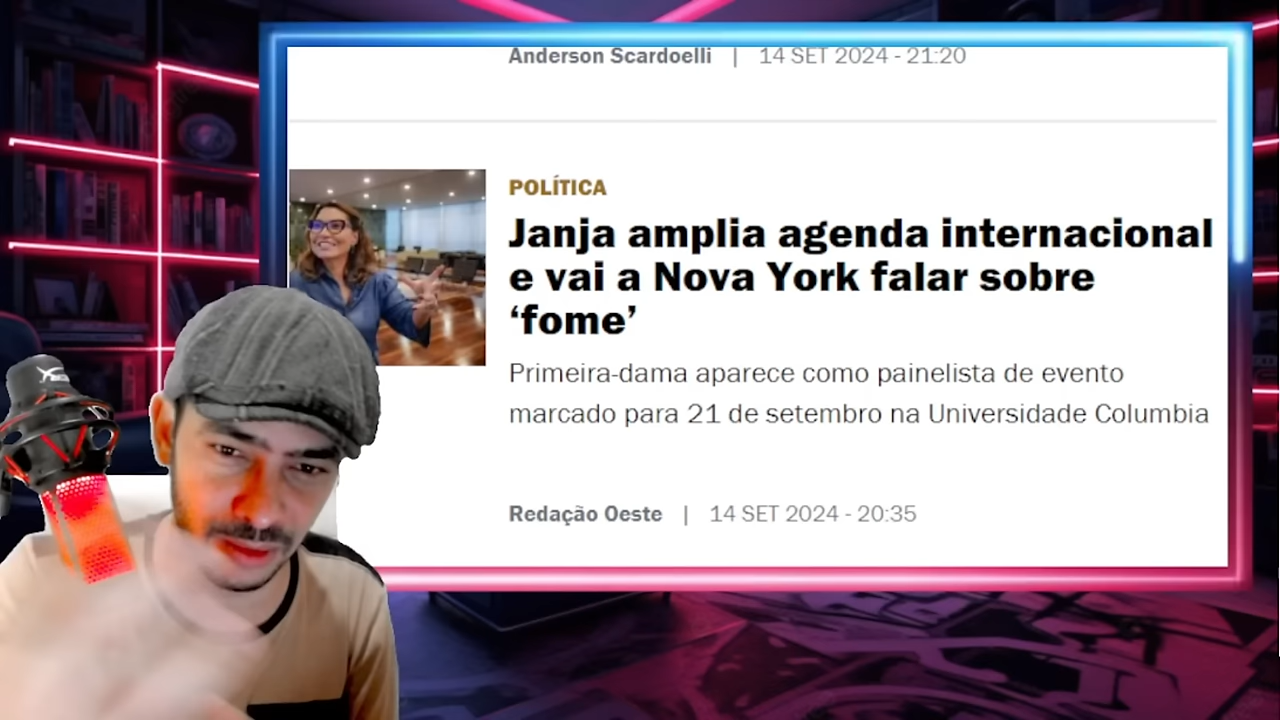 Anderson Scardoelli | 14 SET 2024 - 21:20
POLÍTICA
Janja amplia agenda internacional
e vai a Nova York falar sobre
‘fome’
Primeira-dama aparece como painelista de evento
marcado para 21 de setembro na Universidade Columbia
Redação Oeste | 14 SET 2024 - 20:35